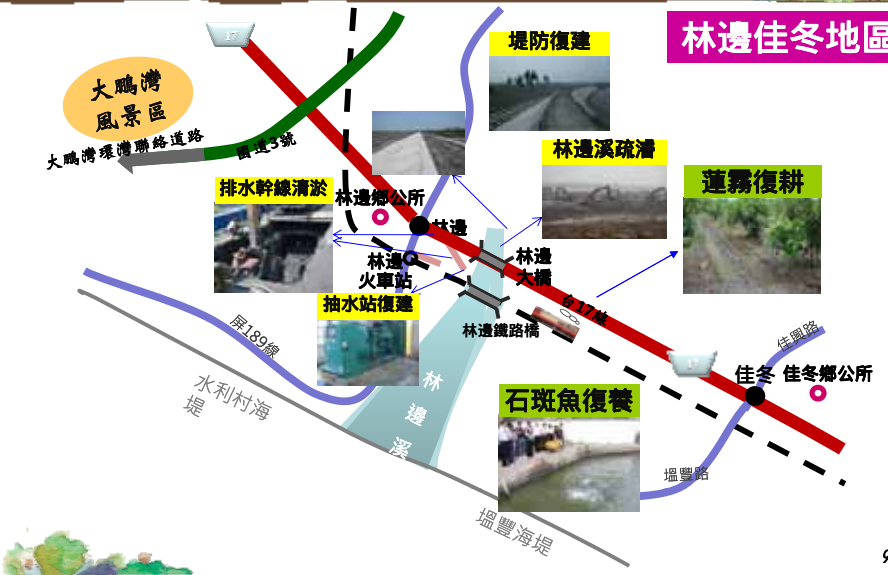 林邊佳冬地區
17
堤防復建
大鵬灣
風景區
大鵬灣環灣聯絡道路
國道3號
林邊溪疏濬
蓮霧復耕
排水幹線清淤
林邊鄉公所
林邊
林邊
大橋
林邊
火車站
抽水站復建
台17線
林邊鐵路橋
屏189線
佳興路
17
佳冬
佳冬鄉公所
水利村海
堤
林
邊
溪
石斑魚復養
塭豐路
塭豐海堤